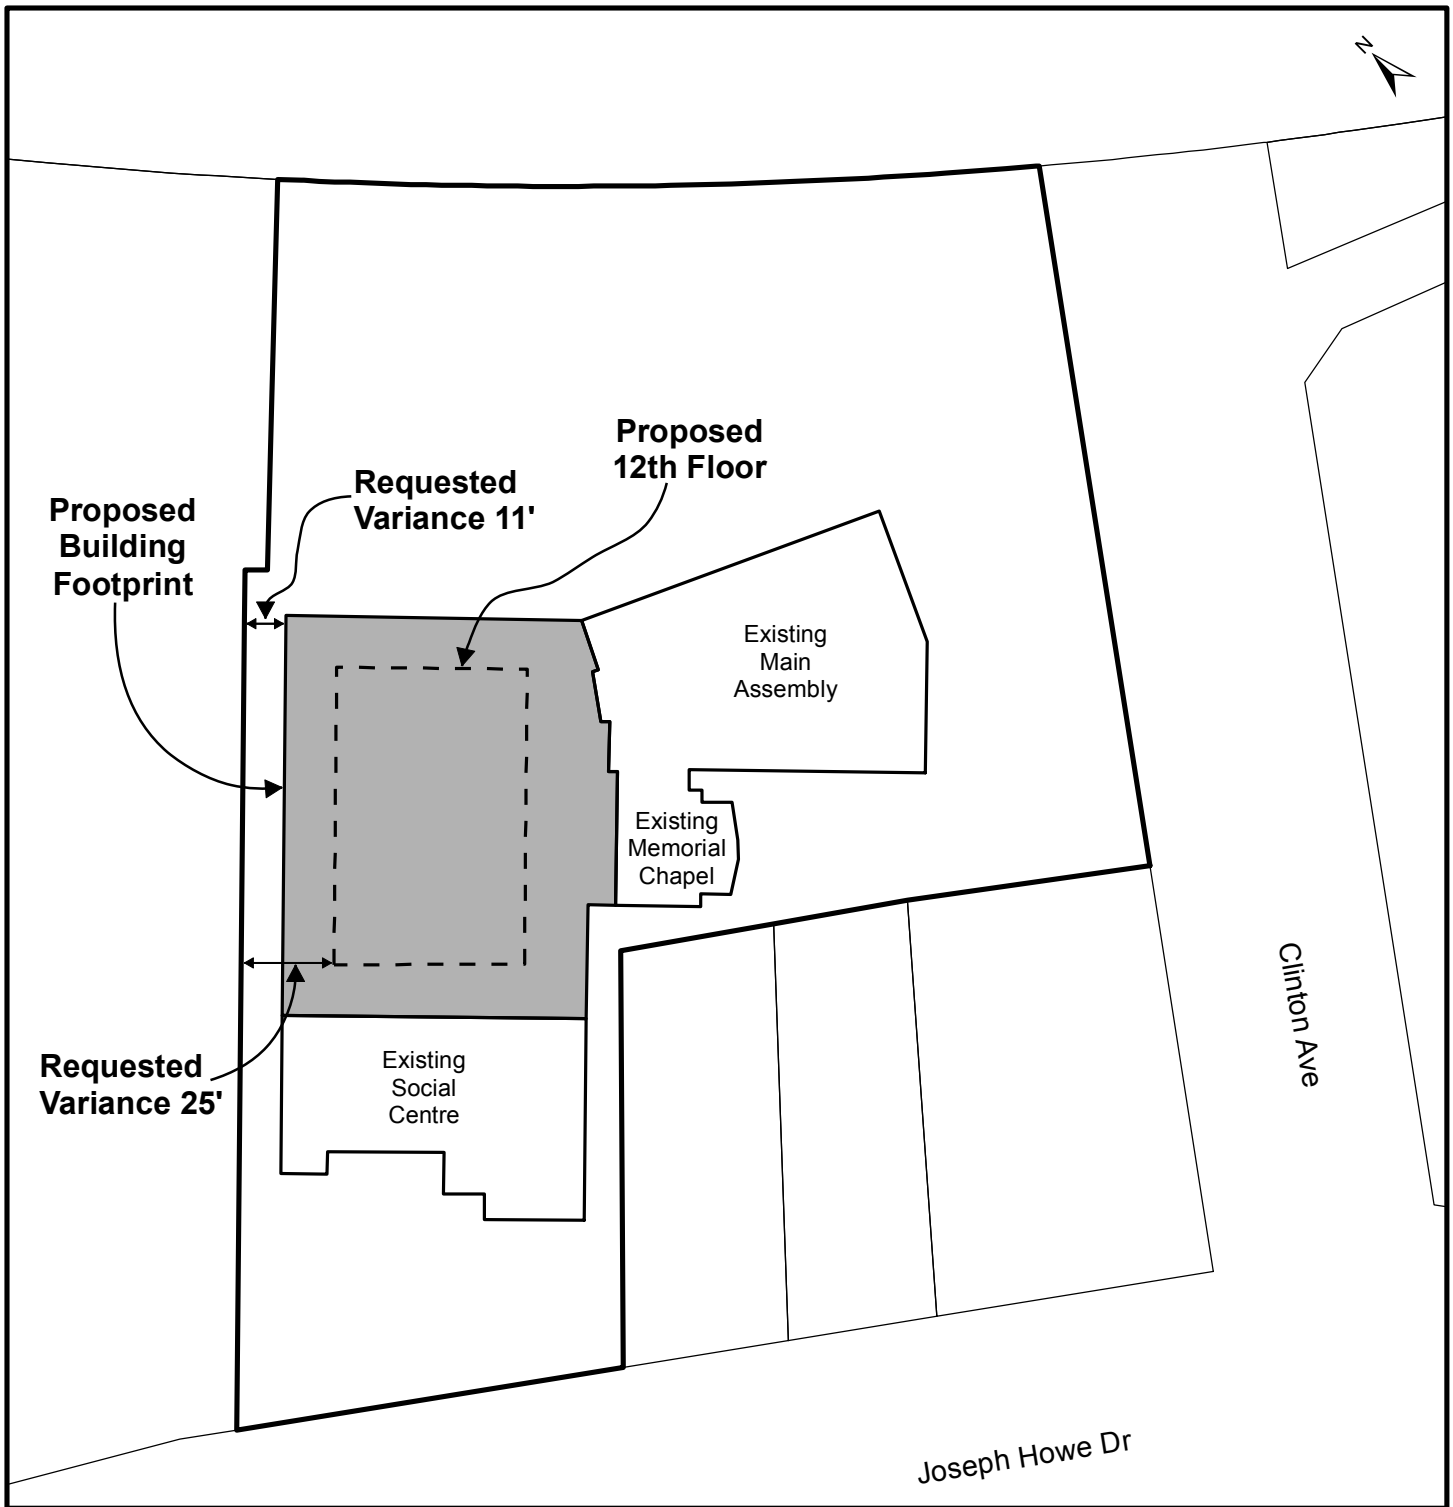 N
Proposed
12th Floor
Requested
Variance 11'
Proposed
Building
Footprint
Existing
Main
Assembly
Existing
Memorial
Chapel
Requested
Variance 25'
Existing
Social
Centre
Clinton Ave
Joseph Howe Dr